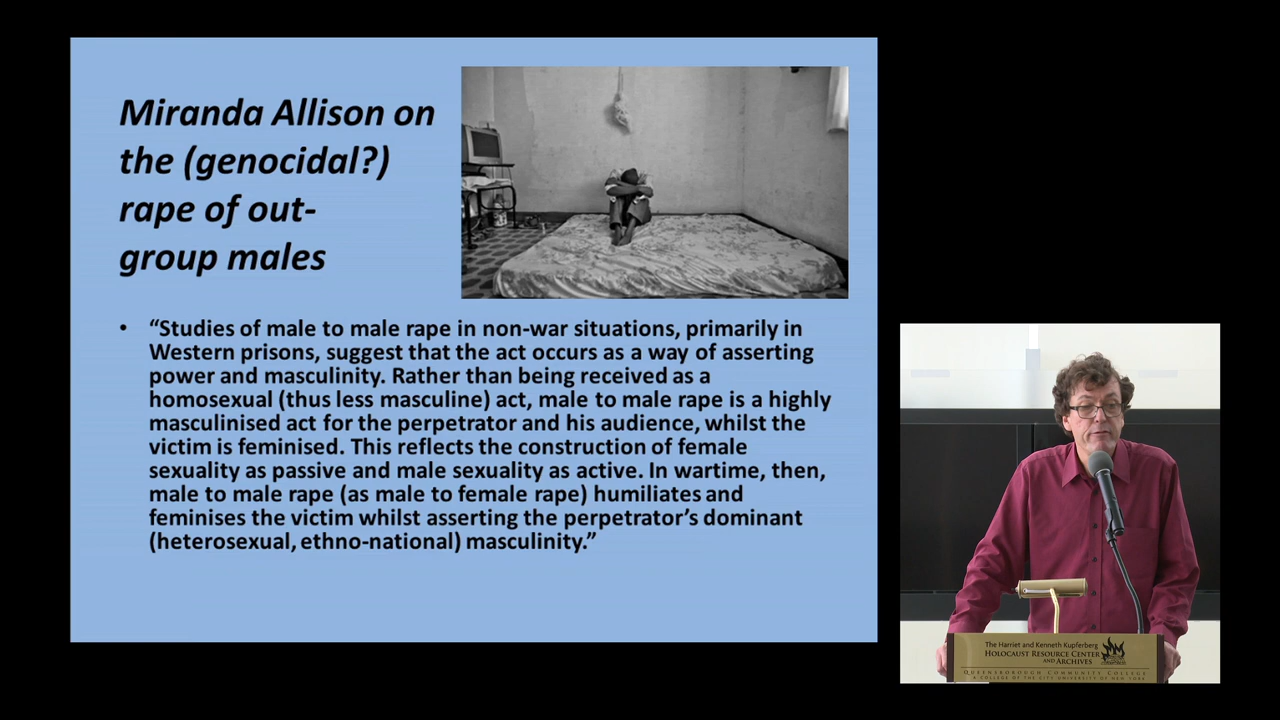 Miranda Allison on
the (genocidal?)
rape of out-
group males
• “Studies of male to male rape in non-war situations, primarily in
Western prisons, suggest that the act occurs as a way of asserting
power and masculinity. Rather than being received as a
homosexual (thus less masculine) act, male to male rape is a highly
masculinised act for the perpetrator and his audience, whilst the
victim is feminised. This reflects the construction of female
sexuality as passive and male sexuality as active. In wartime, then,
male to male rape (as male to female rape) humiliates and
feminises the victim whilst asserting the perpetrator’s dominant
(heterosexual, ethno-national) masculinity.”
The Harriet and Kenneth Kupferberg
Holocaust Resource Center
and Archives
Queensborough Community College
A College of the City University of New York